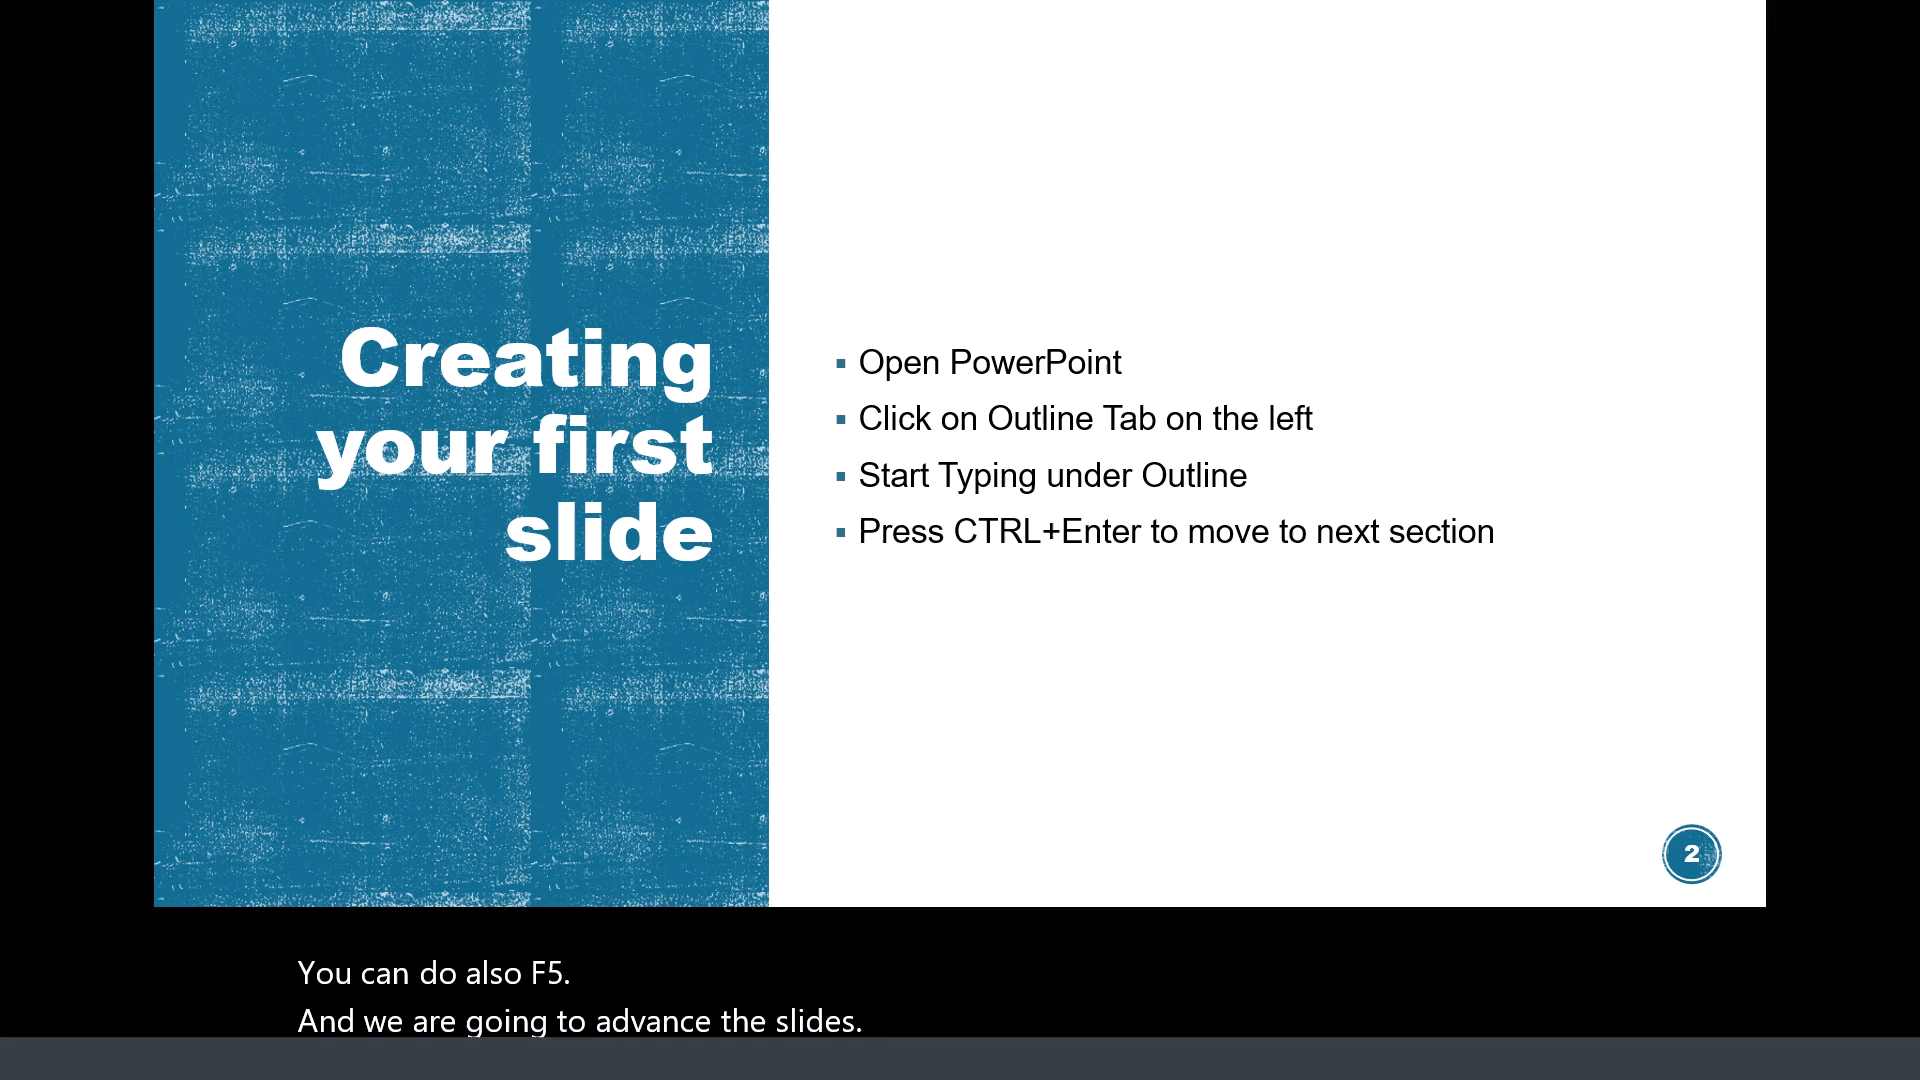 Creating
your first
slide
Open PowerPoint
Click on Outline Tab on the left
Start Typing under Outline
Press CTRL+Enter to move to next section
2
You can do also F5.
And we are going to advance the slides.